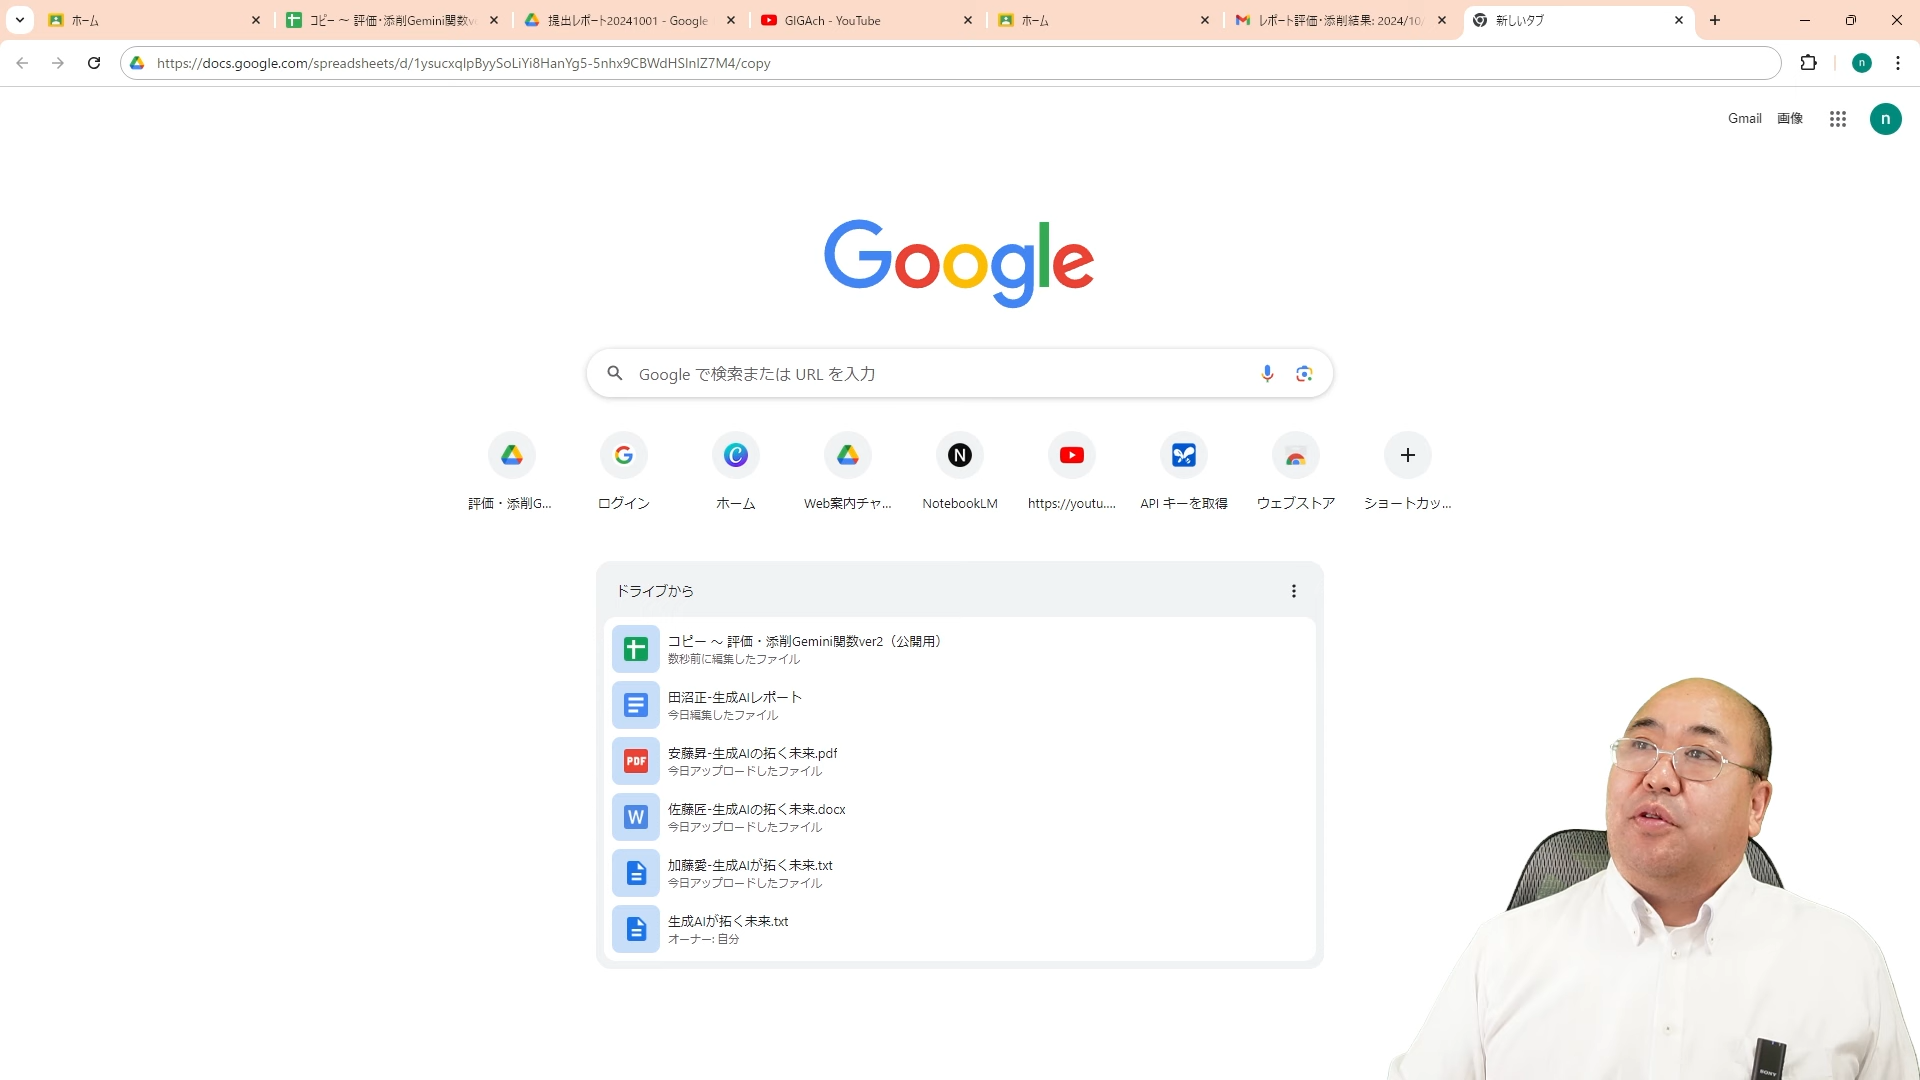 ホーム
コピー ～ 評価・添削Gemini関数v
提出レポート20241001 - Google
GIGAch - YouTube
ホーム
レポート評価・添削結果: 2024/10/
新しいタブ
https://docs.google.com/spreadsheets/d/1ysucxqIpByySoLiYi8HanYg5-5nhx9CBWdHSInIZ7M4/copy
n
Gmail
画像
n
Google
Google で検索または URL を入力
評価・添削G...
ログイン
ホーム
Web案内チャ...
NotebookLM
https://youtu....
API キーを取得
ウェブストア
ショートカッ...
ドライブから
コピー ～ 評価・添削Gemini関数ver2（公開用）
数秒前に編集したファイル
田沼正-生成AIレポート
今日編集したファイル
PDF
安藤昇-生成AIの拓く未来.pdf
今日アップロードしたファイル
W
佐藤匠-生成AIの拓く未来.docx
今日アップロードしたファイル
加藤愛-生成AIが拓く未来.txt
今日アップロードしたファイル
生成AIが拓く未来.txt
オーナー: 自分
SONY